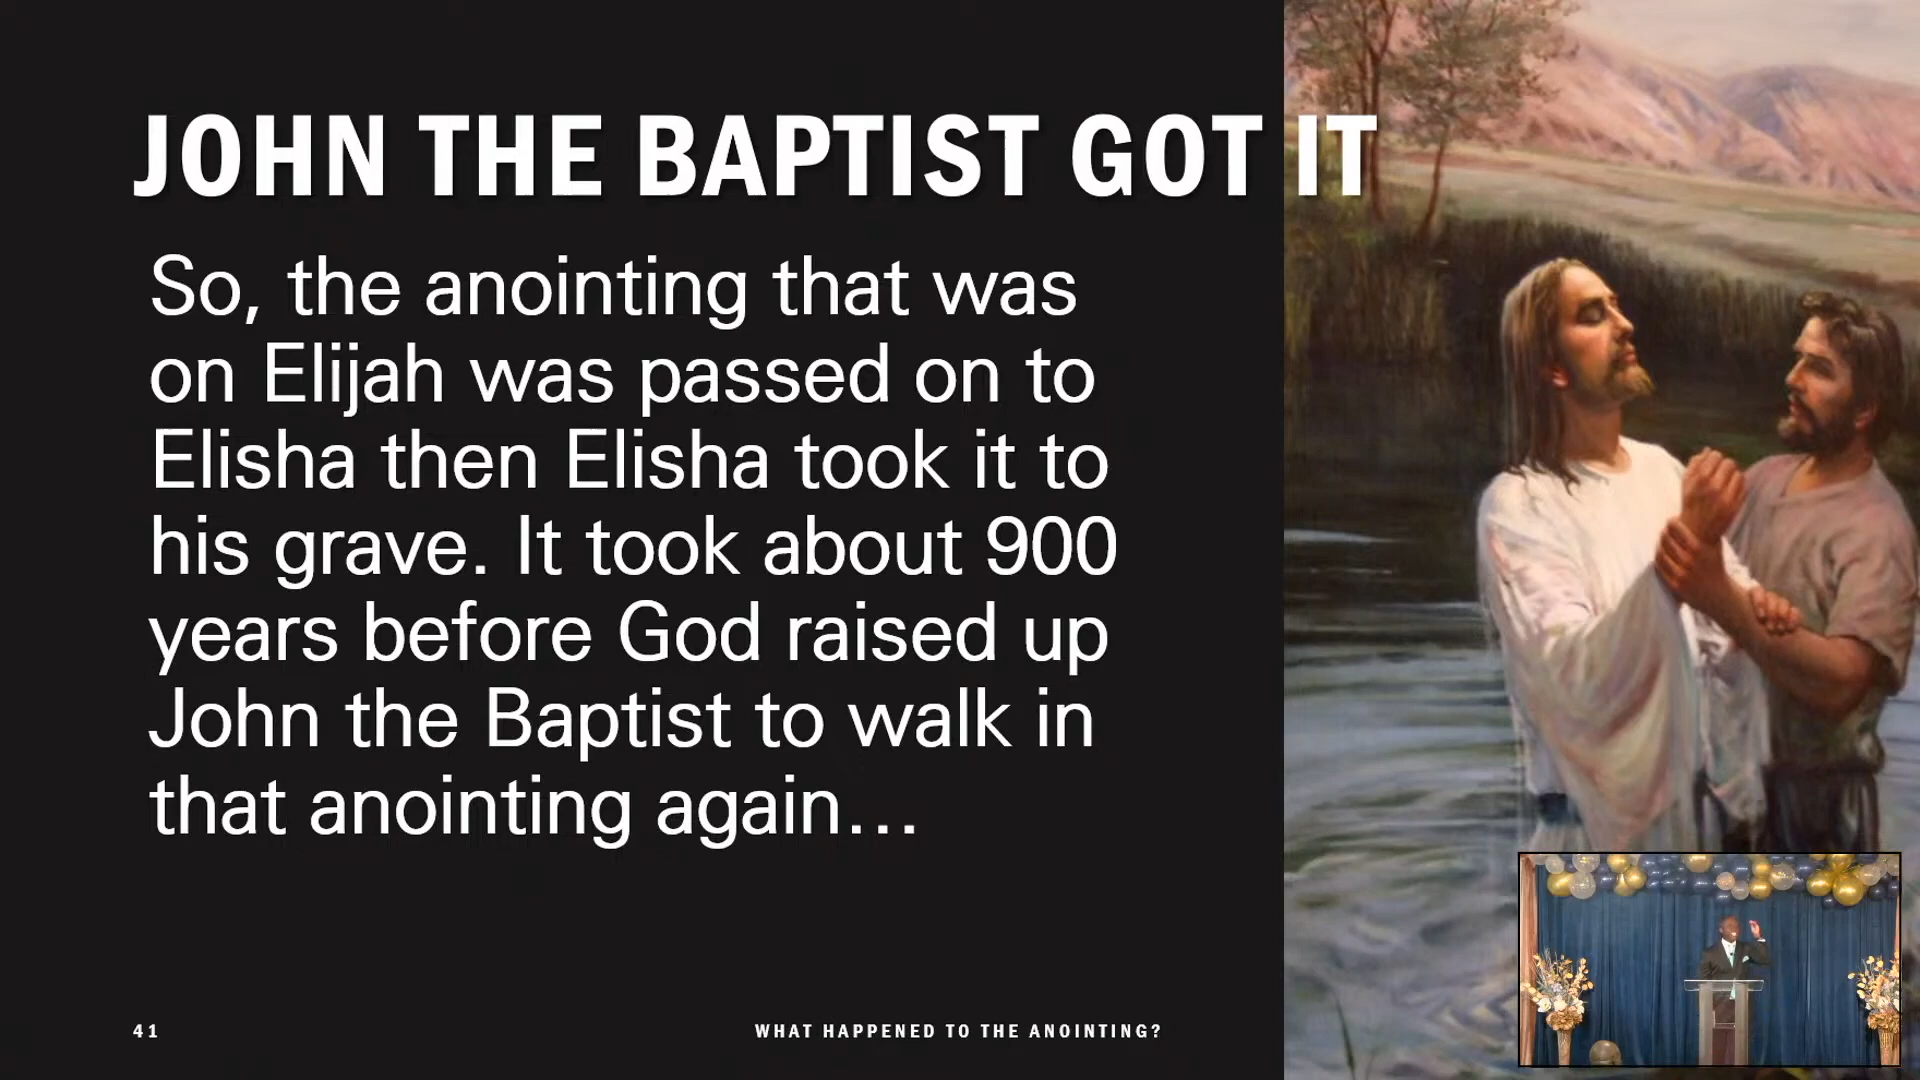 JOHN THE BAPTIST GOT IT
So, the anointing that was
on Elijah was passed on to
Elisha then Elisha took it to
his grave. It took about 900
years before God raised up
John the Baptist to walk in
that anointing again...
41
WHAT HAPPENED TO THE ANOINTING?